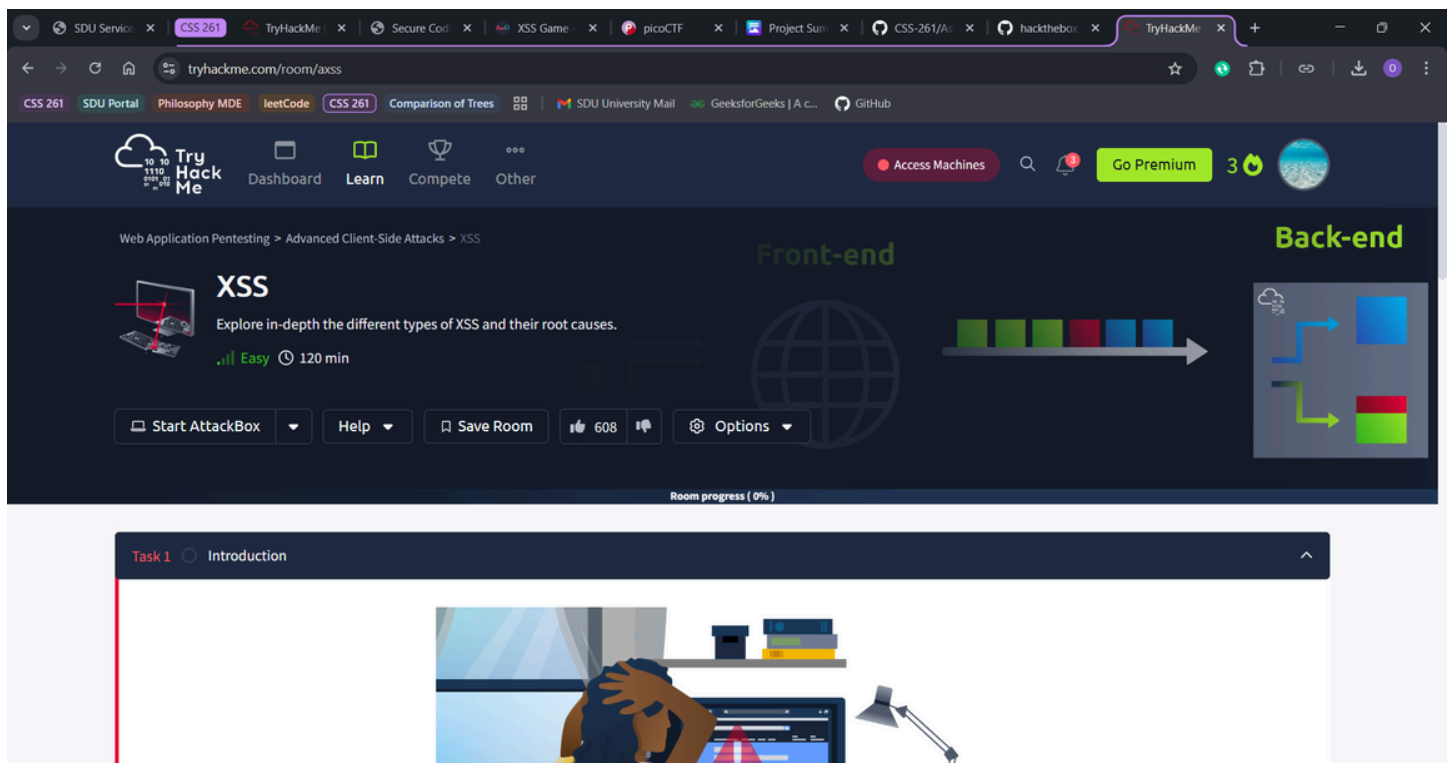 SDU Service
CSS 261
TryHackMe |
Secure Cod
XSS Game -
picoCTF
Project Sum
CSS-261/As
hackthebox
TryHackMe
tryhackme.com/room/axss
CSS 261
SDU Portal
Philosophy MDE
leetCode
CSS 261
Comparison of Trees
SDU University Mail
GeeksforGeeks | A c...
GitHub
Try
Hack
Me
Dashboard
Learn
Compete
Other
Access Machines
3
Go Premium
3
Web Application Pentesting > Advanced Client-Side Attacks > XSS
Front-end
Back-end
XSS
Explore in-depth the different types of XSS and their root causes.
Easy 120 min
Start AttackBox
Help
Save Room
608
Options
Room progress ( 0% )
Task 1 Introduction